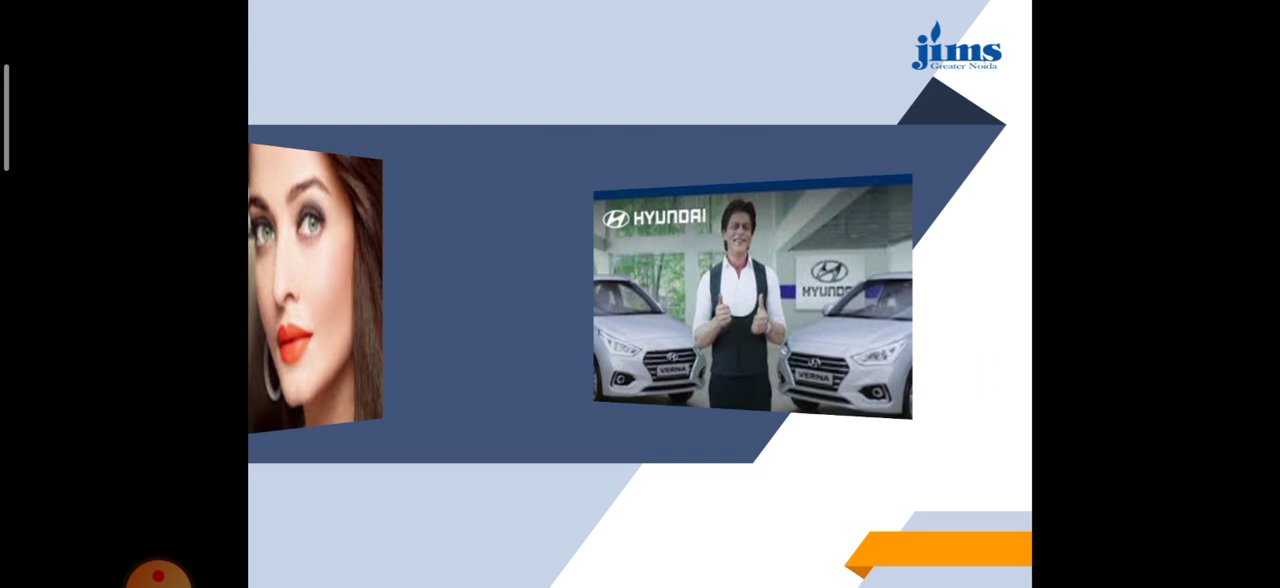 jims
Greater Noida
HYUNDAI
HYUNDAI
VERNA
VERNA